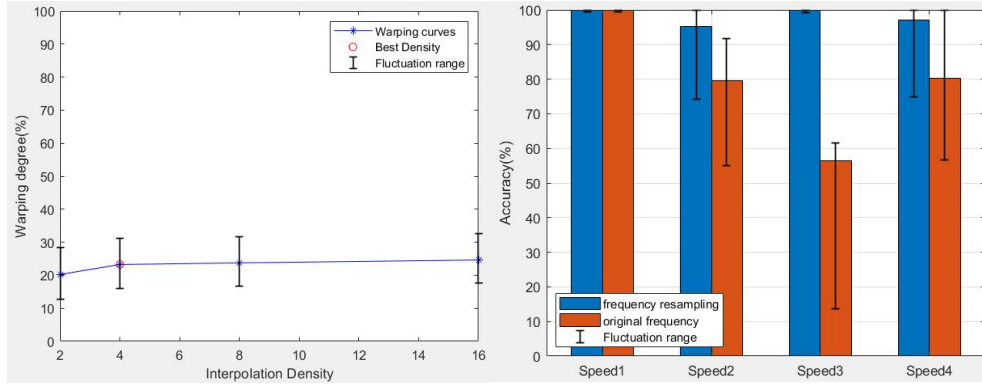 100
90
80
70
60
50
40
30
20
10
0
Warping degree(%)
2
4
6
8
10
12
14
16
Interpolation Density
Warping curves
Best Density
Fluctuation range
100
90
80
70
60
50
40
30
20
10
0
Accuracy(%)
frequency resampling
original frequency
Fluctuation range
Speed1
Speed2
Speed3
Speed4